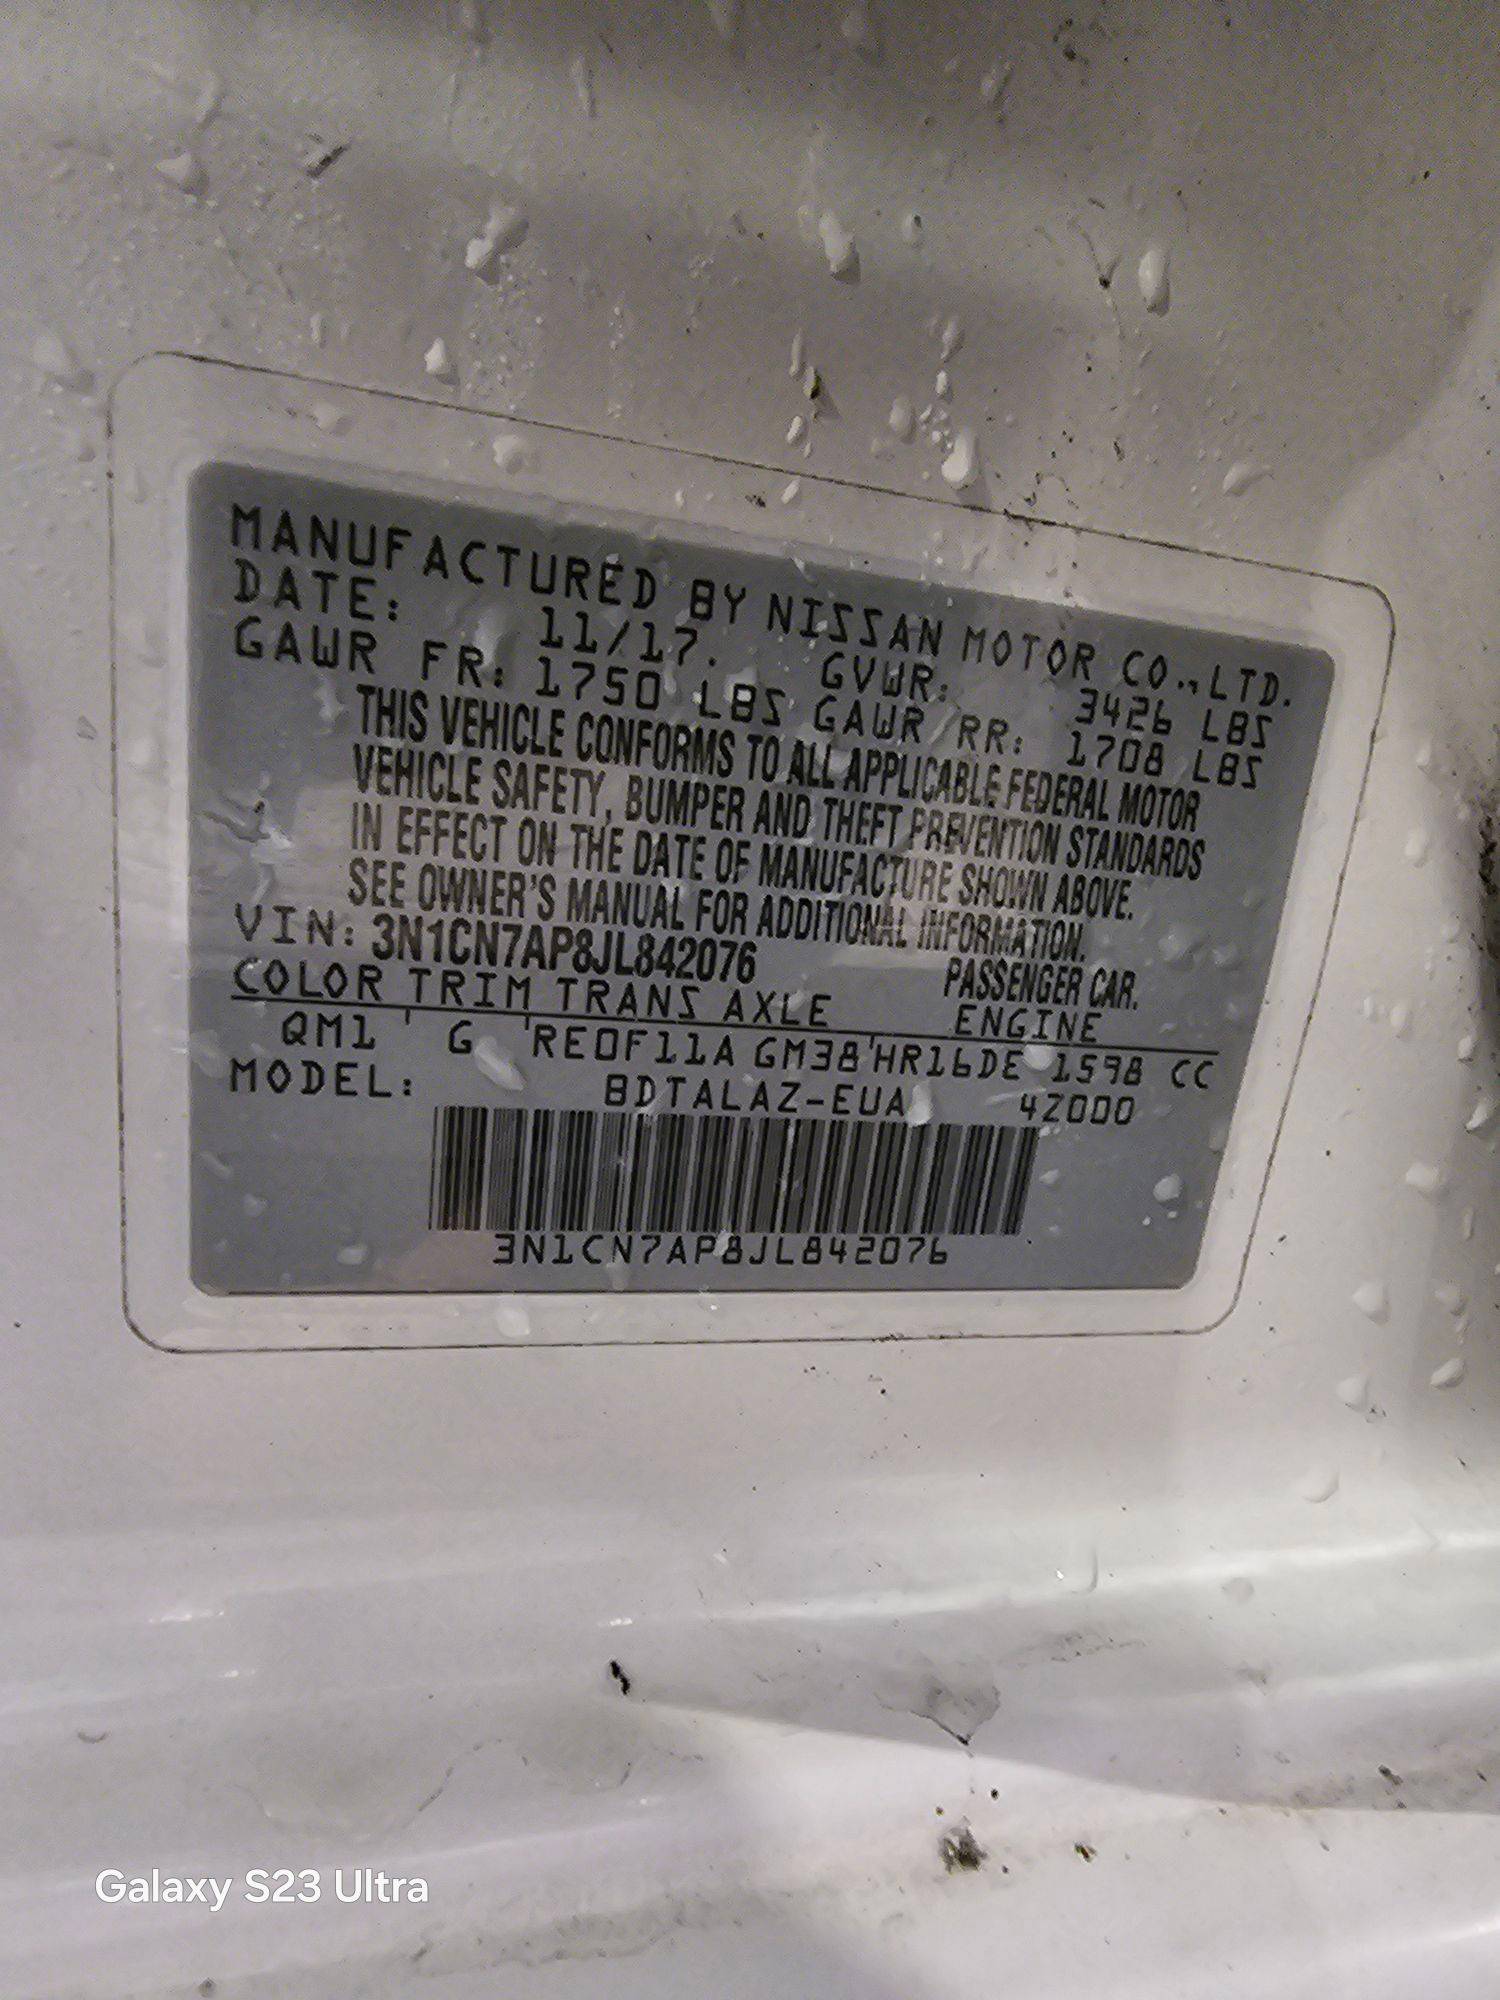 MANUFACTURED BY NISSAN MOTOR CO.,LTD.
DATE: 11/17. GVWR: 3426 LBS
GAWR FR: 1750 LBS GAWR RR: 1708 LBS
THIS VEHICLE CONFORMS TO ALL APPLICABLE FEDERAL MOTOR
VEHICLE SAFETY, BUMPER AND THEFT PREVENTION STANDARDS
IN EFFECT ON THE DATE OF MANUFACTURE SHOWN ABOVE.
SEE OWNER'S MANUAL FOR ADDITIONAL INFORMATION.
VIN: 3N1CN7AP8JL842076 PASSENGER CAR.
COLOR TRIM TRANS AXLE ENGINE
QM1 G RE0F11A GM38 HR16DE 1598 CC
MODEL: BDTALAZ-EUA 42000
3N1CN7AP8JL842076
Galaxy S23 Ultra